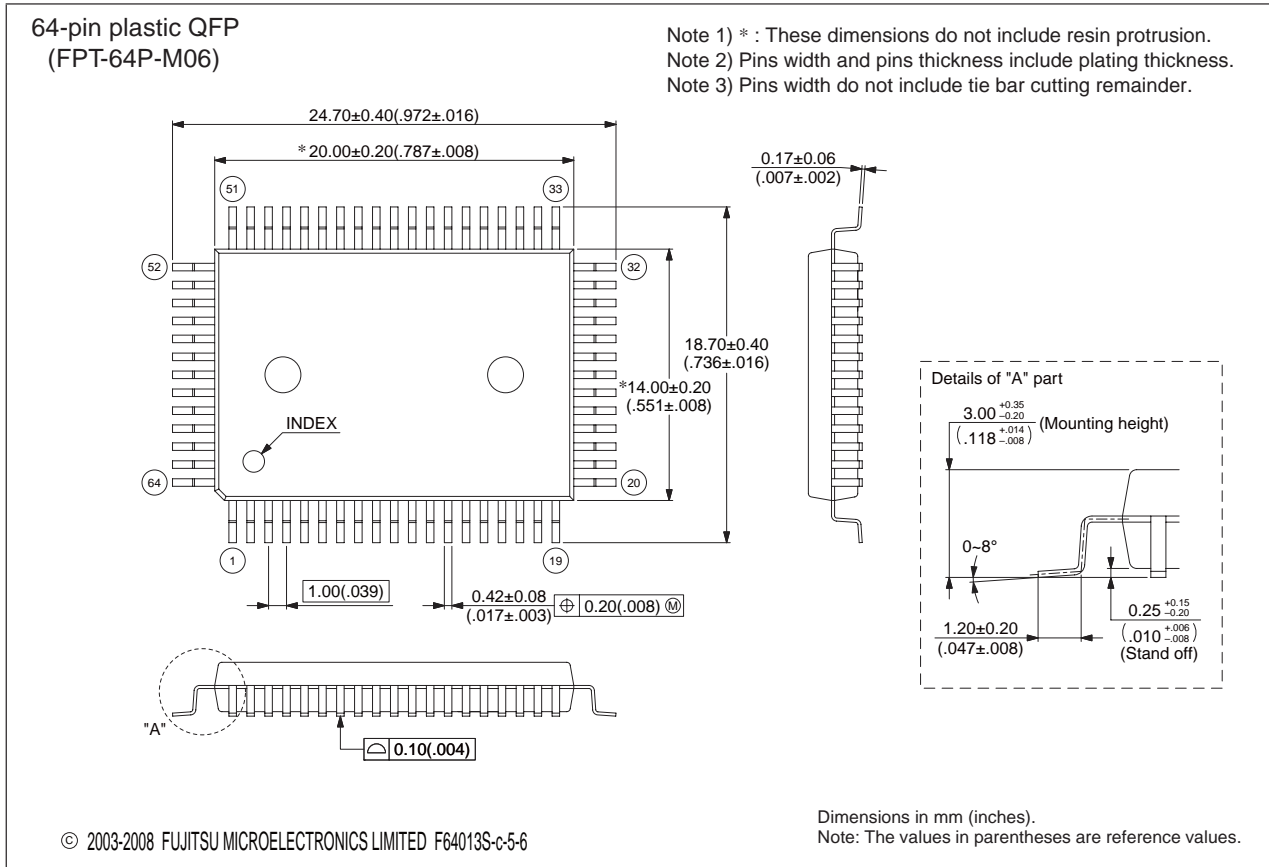 64-pin plastic QFP
(FPT-64P-M06)
Note 1) * : These dimensions do not include resin protrusion.
Note 2) Pins width and pins thickness include plating thickness.
Note 3) Pins width do not include tie bar cutting remainder.
24.70±0.40(.972±.016)
*20.00±0.20(.787±.008)
0.17±0.06
(.007±.002)
51
33
52
32
18.70±0.40
(.736±.016)
*14.00±0.20
(.551±.008)
INDEX
64
20
1
19
1.00(.039)
0.42±0.08
(.017±.003)
⌖ 0.20(.008) Ⓜ
Details of "A" part
3.00 +0.35 −0.20
(.118 +.014 −.008)
(Mounting height)
0~8°
1.20±0.20
(.047±.008)
0.25 +0.15 −0.20
(.010 +.006 −.008)
(Stand off)
"A"
⌓ 0.10(.004)
© 2003-2008 FUJITSU MICROELECTRONICS LIMITED F64013S-c-5-6
Dimensions in mm (inches).
Note: The values in parentheses are reference values.